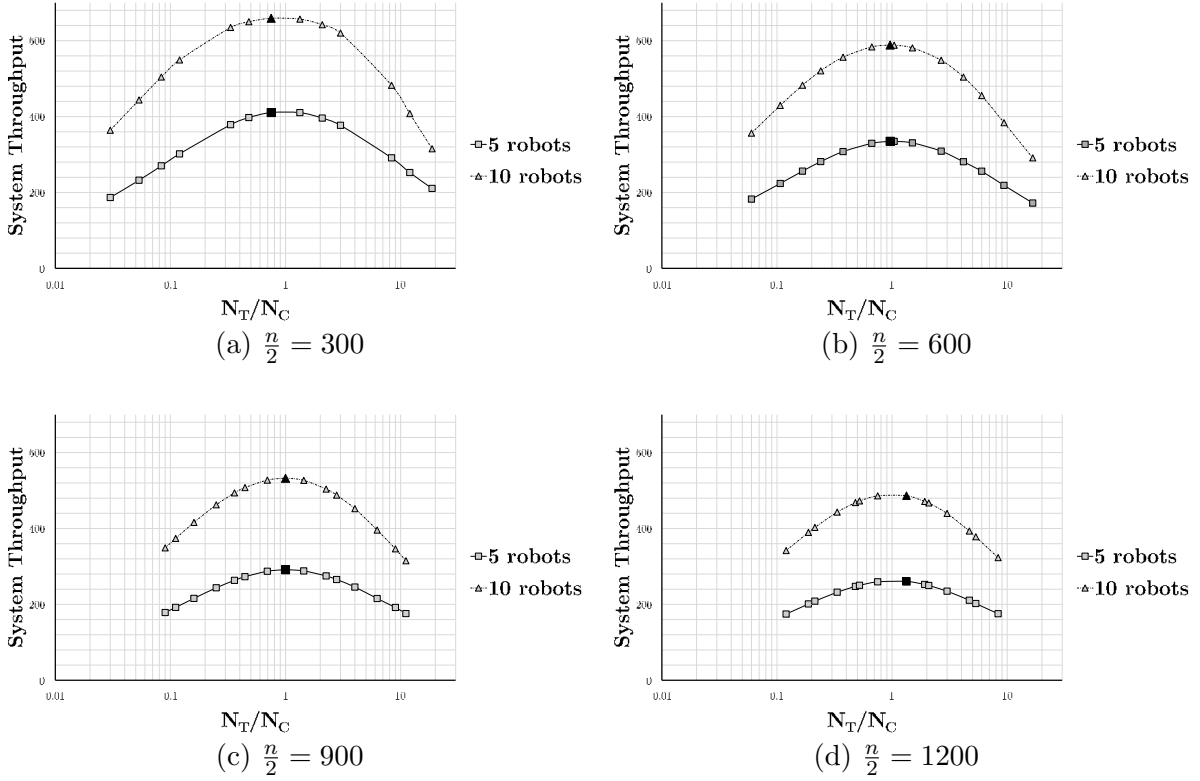 System Throughput
600
400
200
0
0.01 0.1 1 10
N_T/N_C
5 robots
10 robots
(a) n/2 = 300
System Throughput
600
400
200
0
0.01 0.1 1 10
N_T/N_C
5 robots
10 robots
(b) n/2 = 600
System Throughput
600
400
200
0
0.01 0.1 1 10
N_T/N_C
5 robots
10 robots
(c) n/2 = 900
System Throughput
600
400
200
0
0.01 0.1 1 10
N_T/N_C
5 robots
10 robots
(d) n/2 = 1200